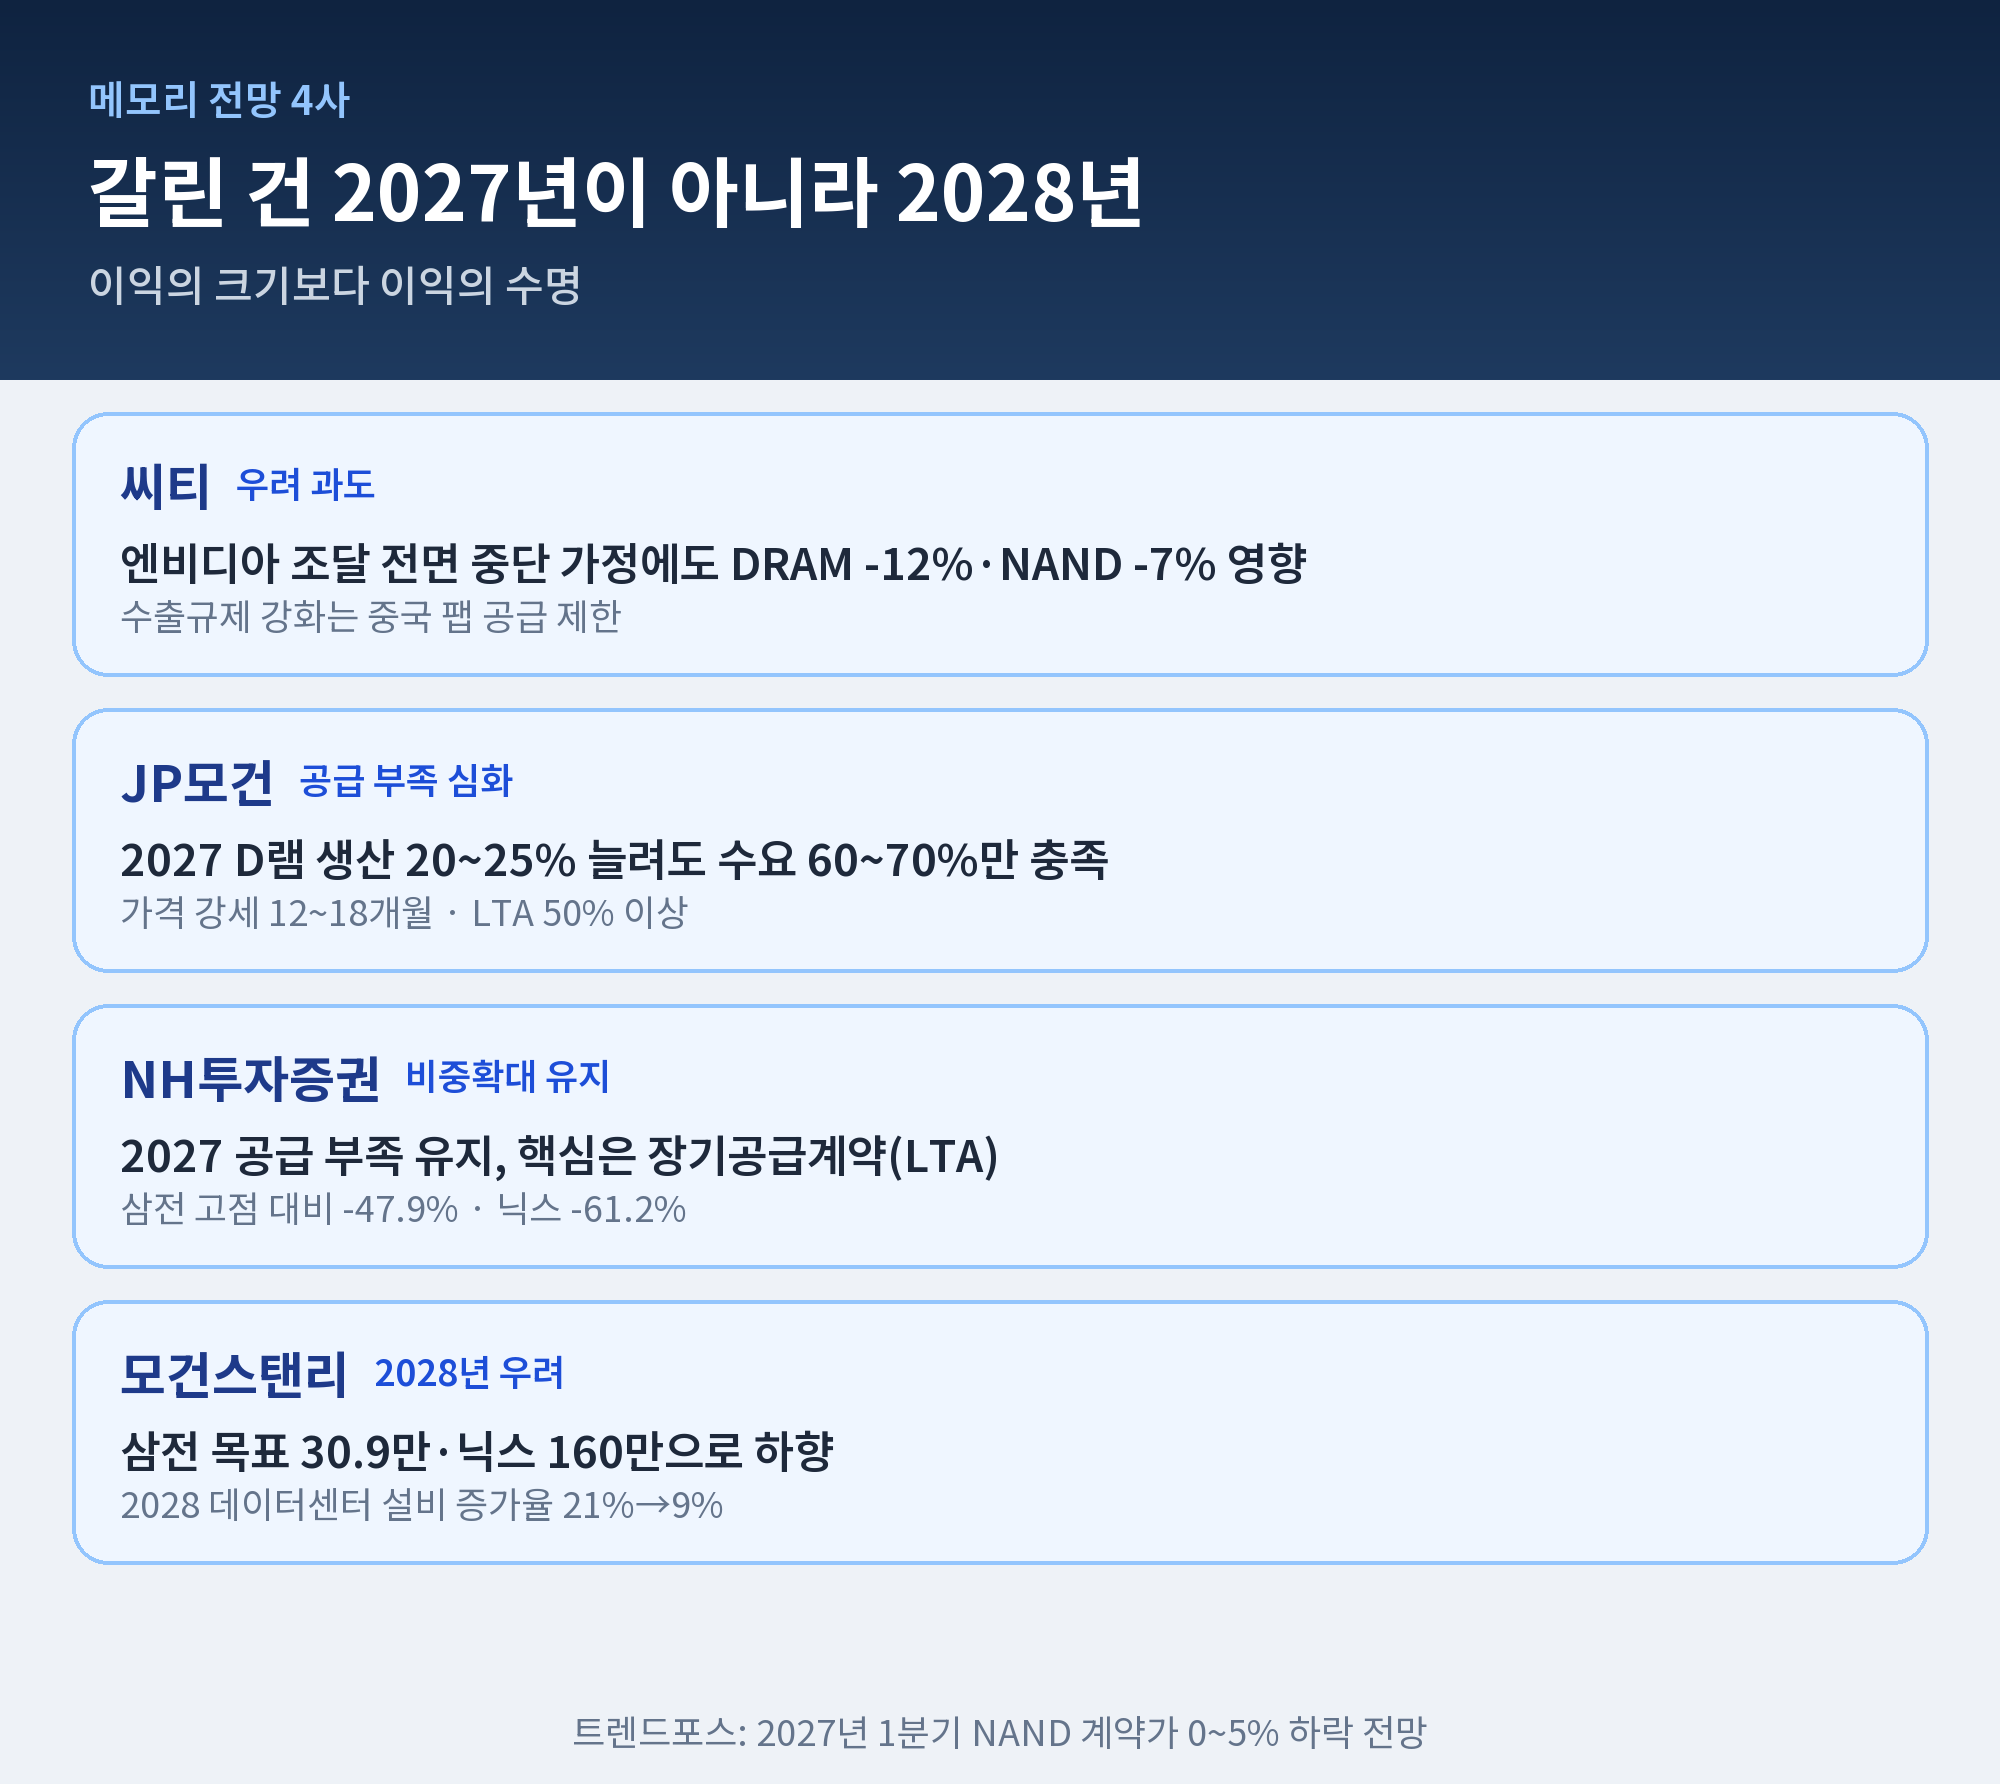 메모리 전망 4사
갈린 건 2027년이 아니라 2028년
이익의 크기보다 이익의 수명
씨티 우려 과도
엔비디아 조달 전면 중단 가정에도 DRAM -12%·NAND -7% 영향
수출규제 강화는 중국 팹 공급 제한
JP모건 공급 부족 심화
2027 D램 생산 20~25% 늘려도 수요 60~70%만 충족
가격 강세 12~18개월 · LTA 50% 이상
NH투자증권 비중확대 유지
2027 공급 부족 유지, 핵심은 장기공급계약(LTA)
삼전 고점 대비 -47.9% · 닉스 -61.2%
모건스탠리 2028년 우려
삼전 목표 30.9만·닉스 160만으로 하향
2028 데이터센터 설비 증가율 21%→9%
트렌드포스: 2027년 1분기 NAND 계약가 0~5% 하락 전망